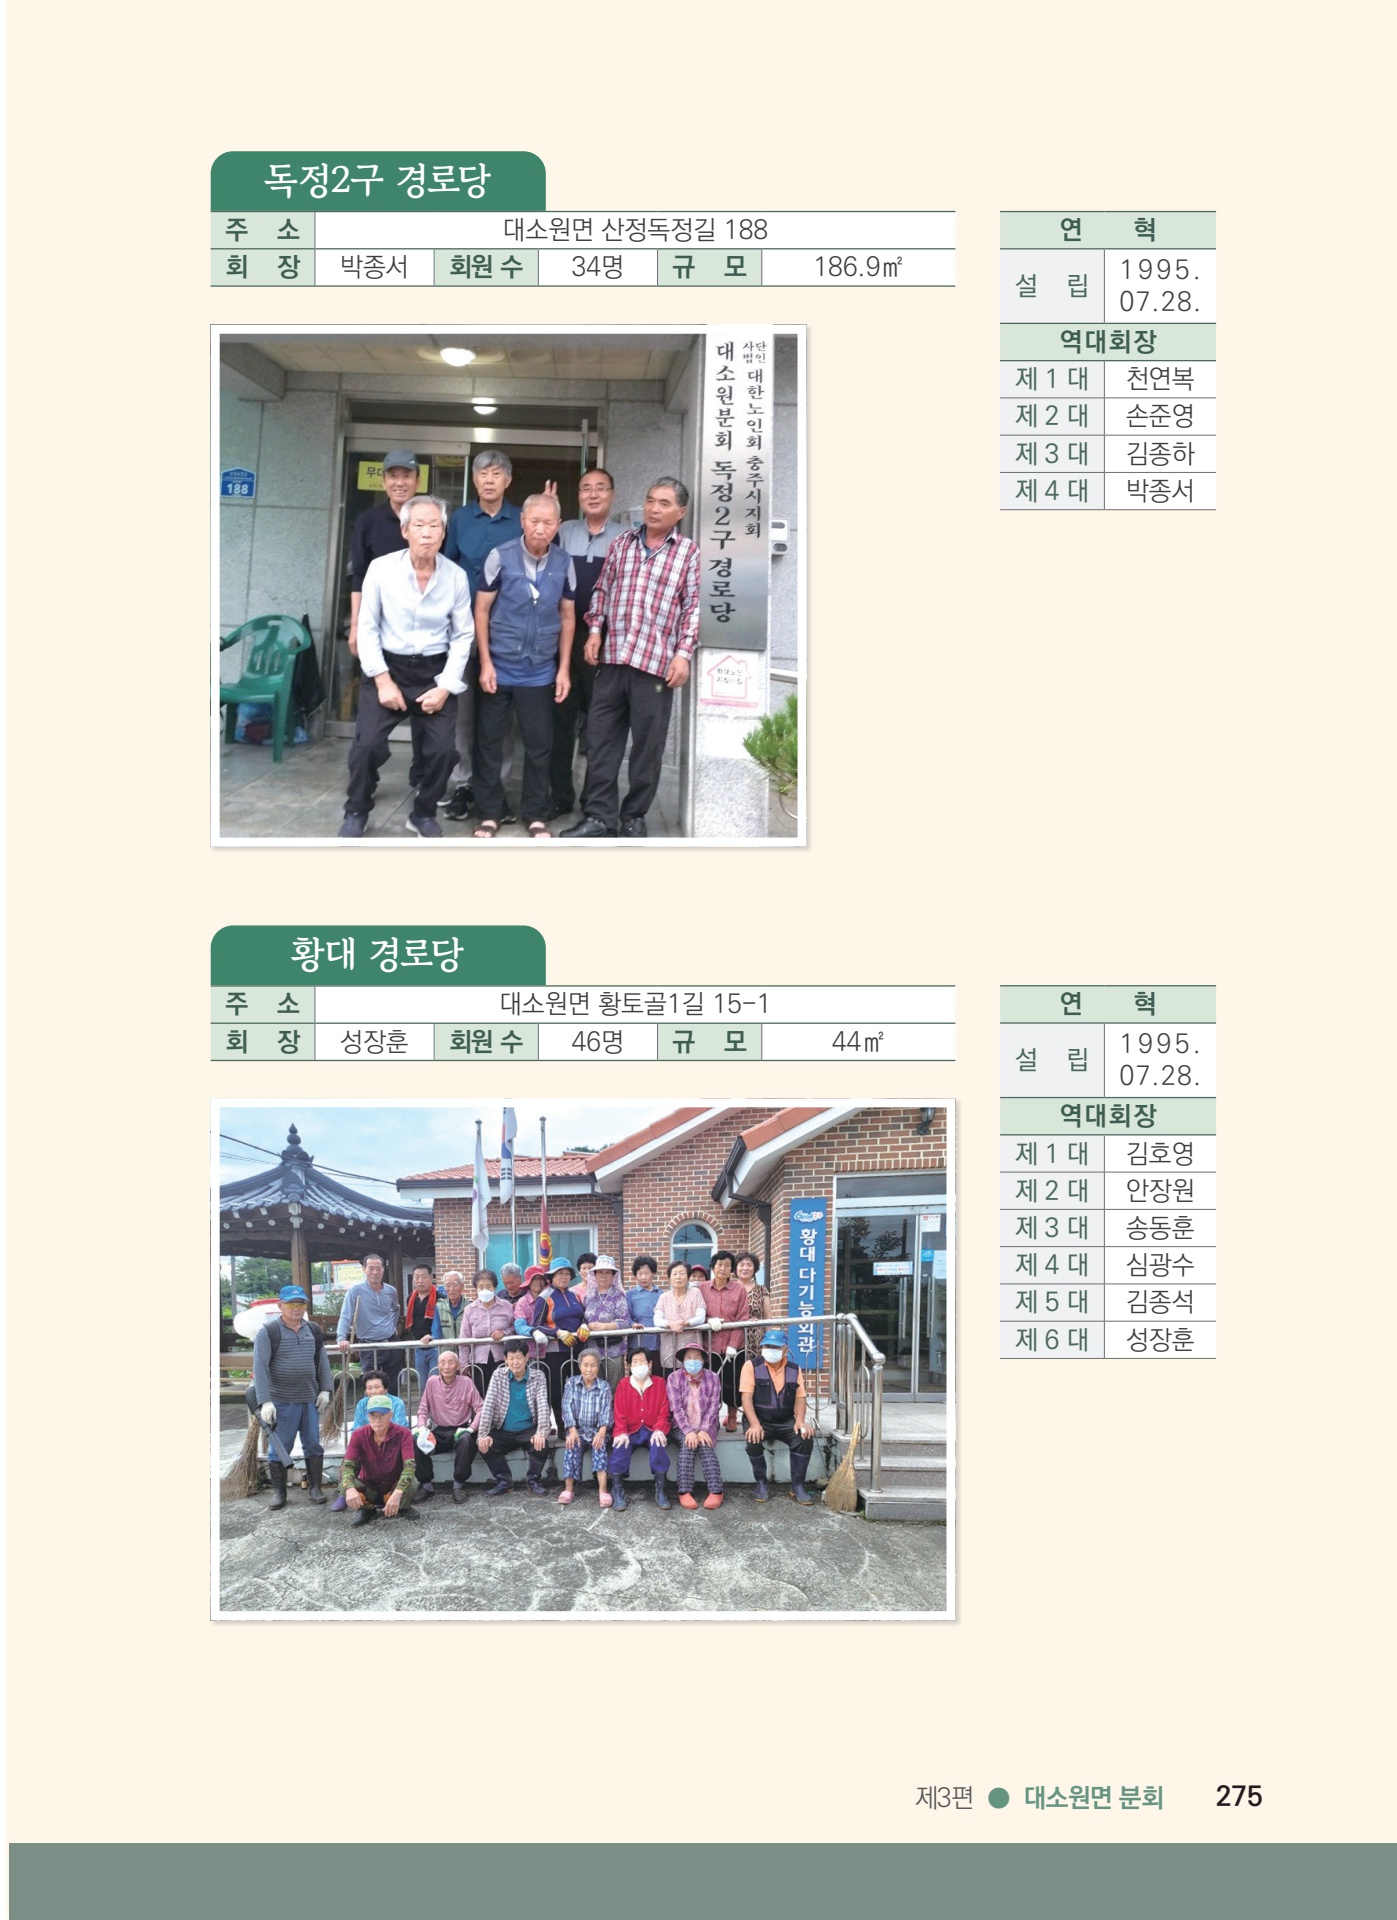 독정2구 경로당
주 소 대소원면 산정독정길 188
회 장 박종서 회원 수 34명 규 모 186.9㎡
연 혁
설 립 1995.
07.28.
역대회장
제 1 대 천연복
제 2 대 손준영
제 3 대 김종하
제 4 대 박종서
188
무더
사단
법인
대한노인회 충주시지회
대소원분회 독정2구 경로당
황대 경로당
주 소 대소원면 황토골1길 15-1
회 장 성장훈 회원 수 46명 규 모 44㎡
연 혁
설 립 1995.
07.28.
역대회장
제 1 대 김호영
제 2 대 안장원
제 3 대 송동훈
제 4 대 심광수
제 5 대 김종석
제 6 대 성장훈
황대 다기능회관
제3편 ● 대소원면 분회 275